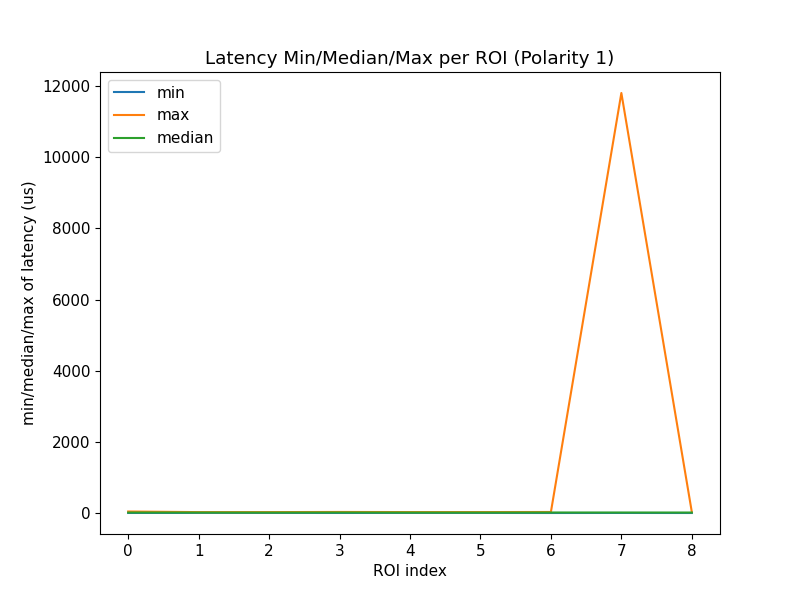 Latency Min/Median/Max per ROI (Polarity 1)
min
max
median
min/median/max of latency (us)
12000
10000
8000
6000
4000
2000
0
0 1 2 3 4 5 6 7 8
ROI index